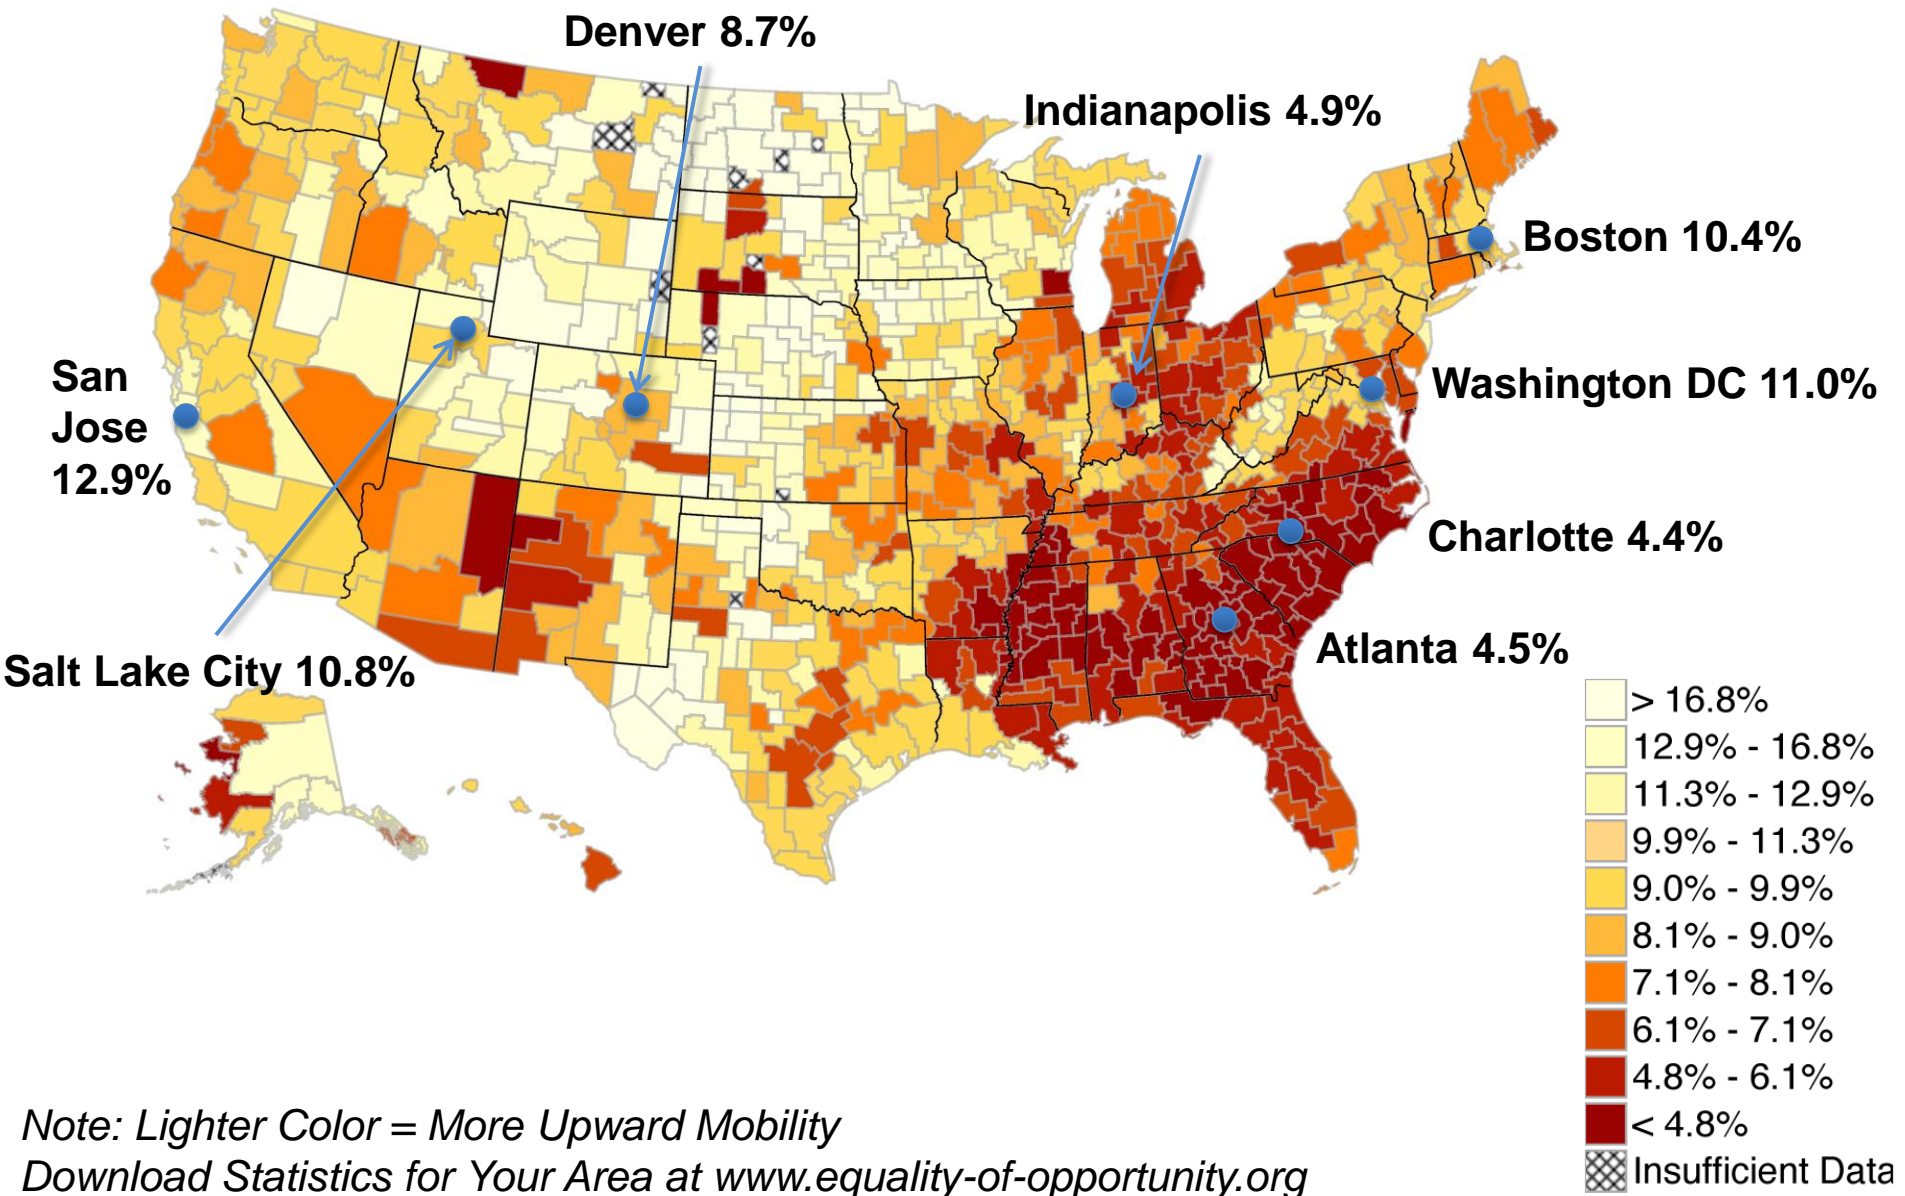 Denver 8.7%
Indianapolis 4.9%
Boston 10.4%
San
Jose
12.9%
Washington DC 11.0%
Charlotte 4.4%
Salt Lake City 10.8%
Atlanta 4.5%
> 16.8%
12.9% - 16.8%
11.3% - 12.9%
9.9% - 11.3%
9.0% - 9.9%
8.1% - 9.0%
7.1% - 8.1%
6.1% - 7.1%
4.8% - 6.1%
< 4.8%
Insufficient Data
Note: Lighter Color = More Upward Mobility
Download Statistics for Your Area at www.equality-of-opportunity.org